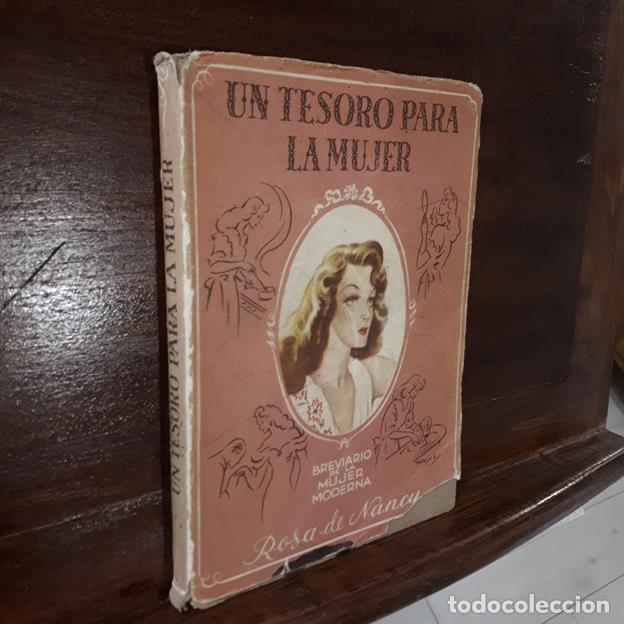 UN TESORO PARA
LA MUJER
BREVIARIO
DE LA
MUJER
MODERNA
Rosa de Nancy
UN TESORO PARA LA MUJER
todocoleccion